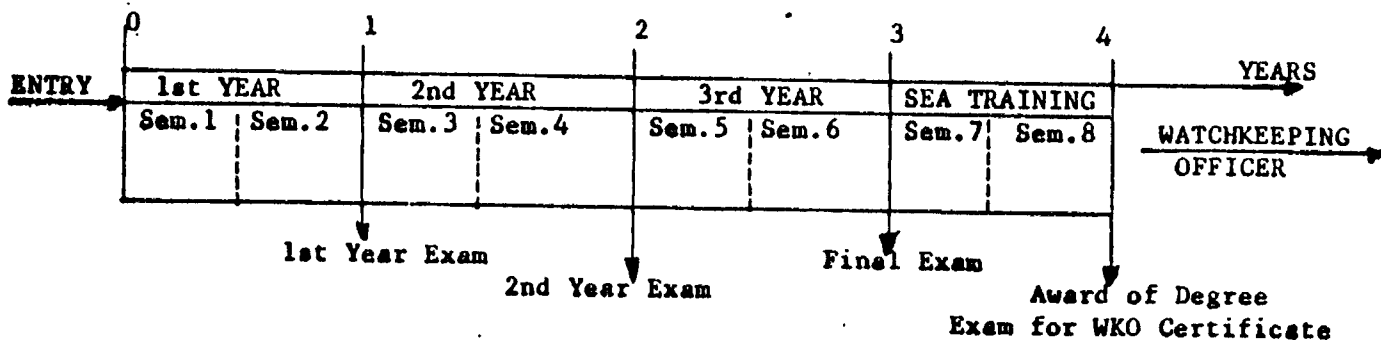 0 1 2 3 4
YEARS
ENTRY 1st YEAR 2nd YEAR 3rd YEAR SEA TRAINING
Sem.1 Sem.2 Sem.3 Sem.4 Sem.5 Sem.6 Sem.7 Sem.8
WATCHKEEPING
OFFICER
1st Year Exam
Final Exam
2nd Year Exam
Award of Degree
Exam for WKO Certificate